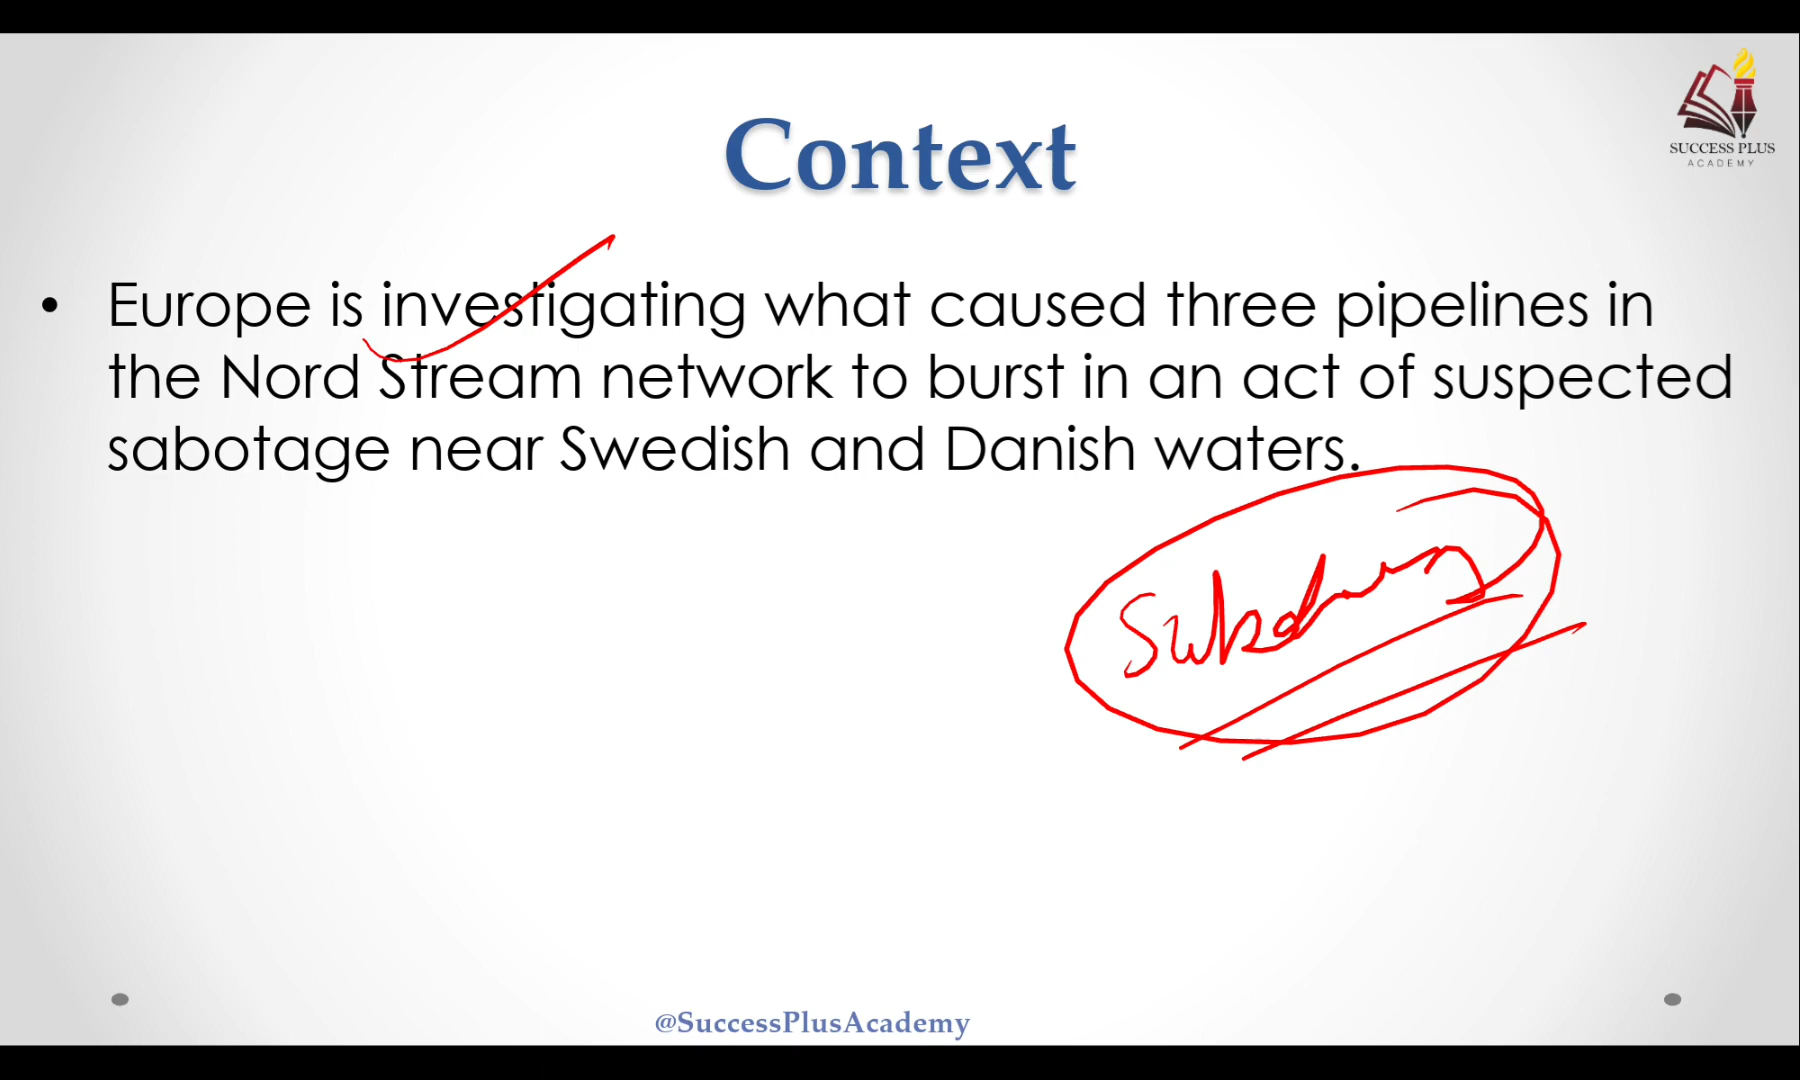 SUCCESS PLUS
ACADEMY
Context
• Europe is investigating what caused three pipelines in
the Nord Stream network to burst in an act of suspected
sabotage near Swedish and Danish waters.
@SuccessPlusAcademy